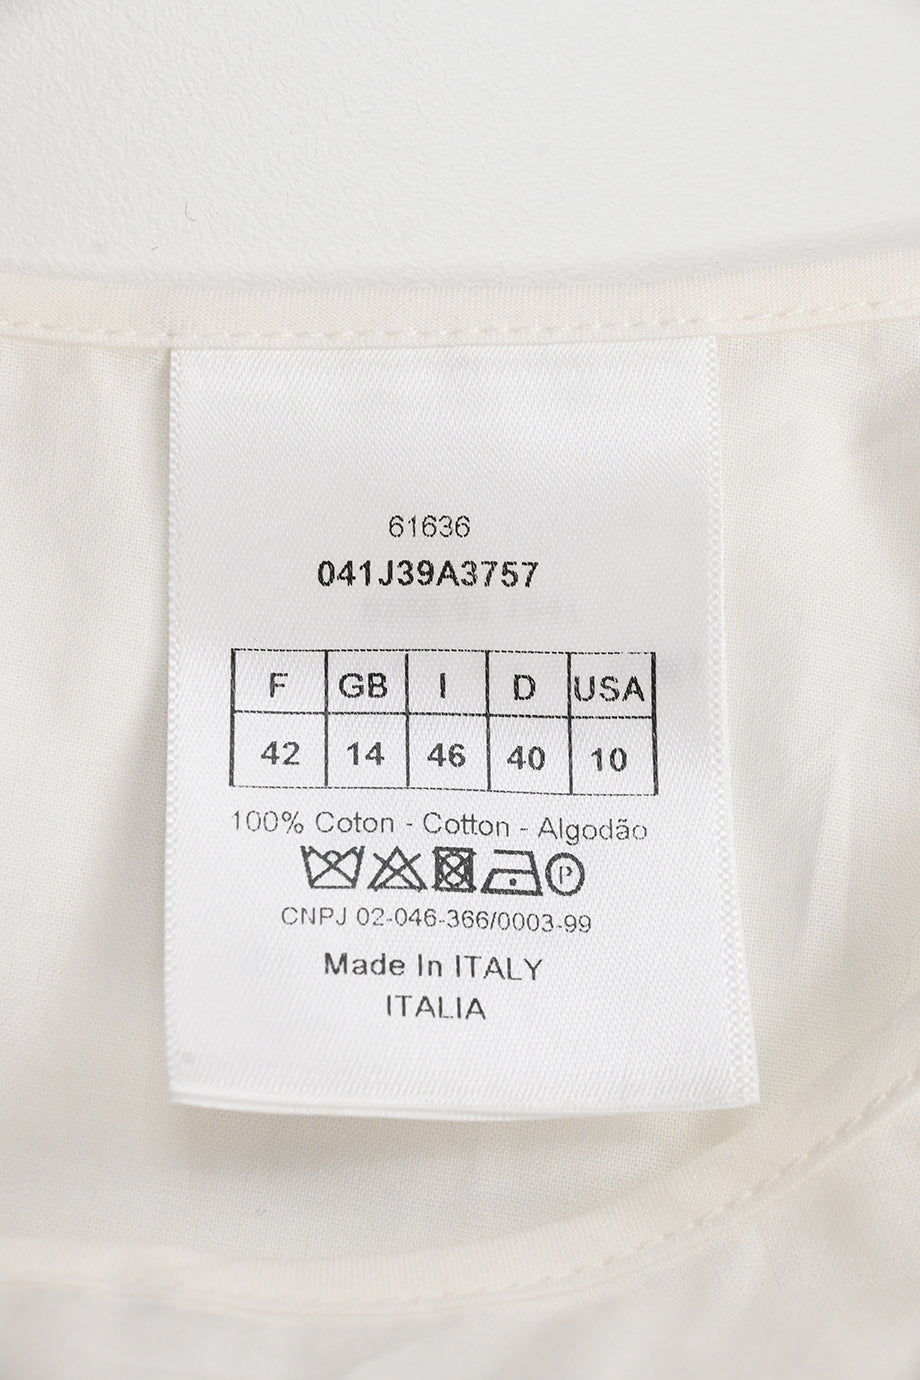 61636
041J39A3757
F GB I D USA
42 14 46 40 10
100% Coton - Cotton - Algodão
P
CNPJ 02-046-366/0003-99
Made In ITALY
ITALIA